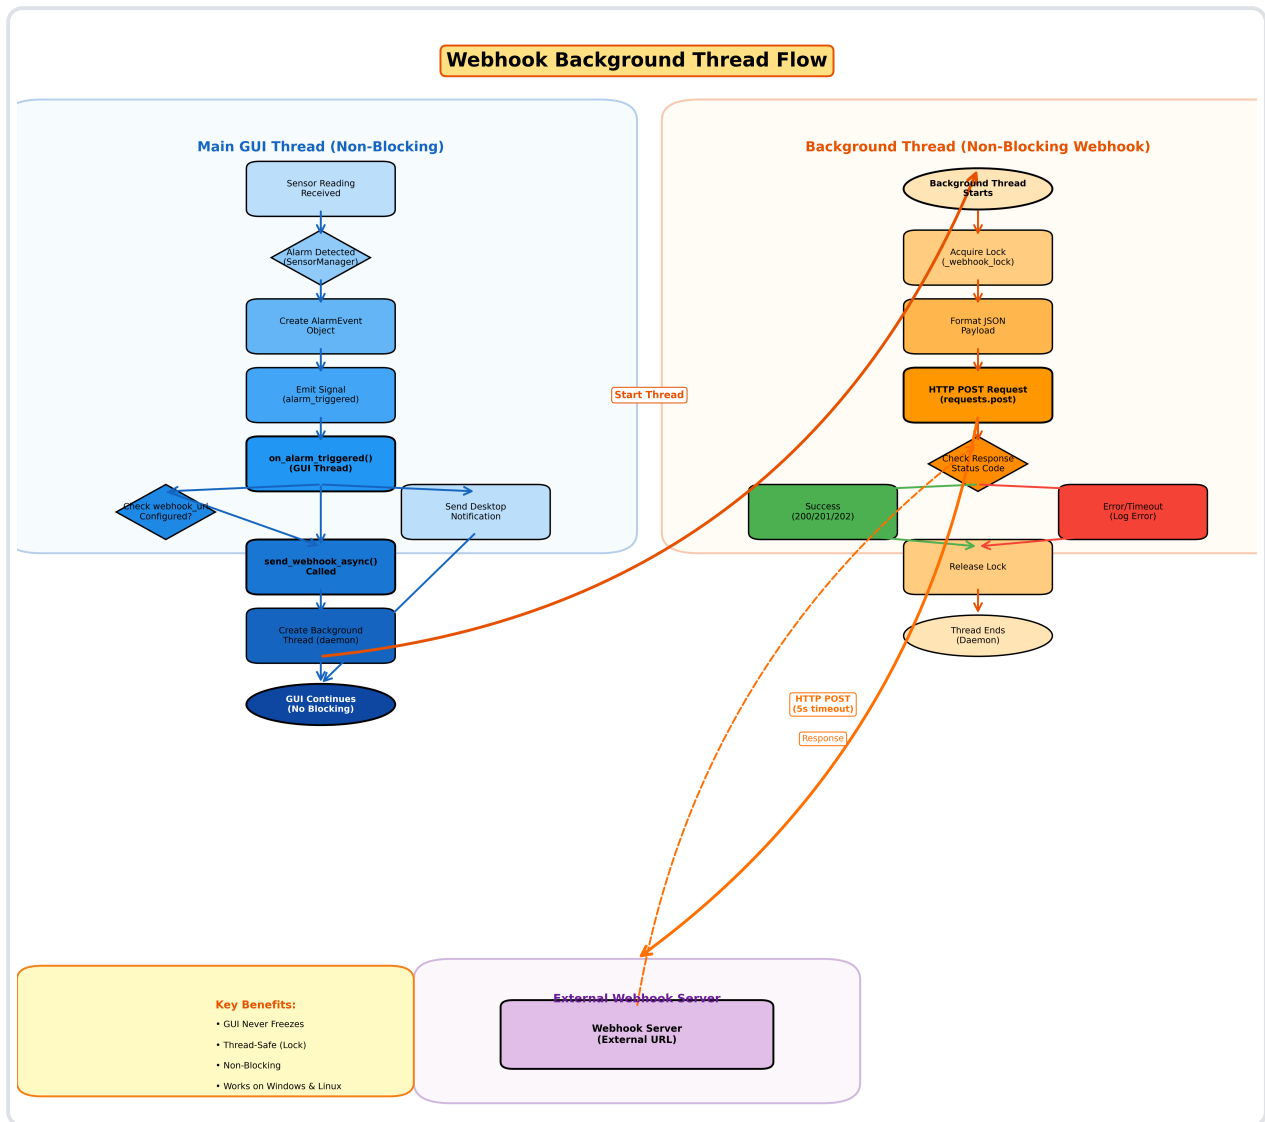 Webhook Background Thread Flow
Main GUI Thread (Non-Blocking)
Sensor Reading
Received
Alarm Detected
(SensorManager)
Create AlarmEvent
Object
Emit Signal
(alarm_triggered)
on_alarm_triggered()
(GUI Thread)
Check webhook_url
Configured?
Send Desktop
Notification
send_webhook_async()
Called
Create Background
Thread (daemon)
GUI Continues
(No Blocking)
Start Thread
Background Thread (Non-Blocking Webhook)
Background Thread
Starts
Acquire Lock
(_webhook_lock)
Format JSON
Payload
HTTP POST Request
(requests.post)
Check Response
Status Code
Success
(200/201/202)
Error/Timeout
(Log Error)
Release Lock
Thread Ends
(Daemon)
HTTP POST
(5s timeout)
Response
Key Benefits:
• GUI Never Freezes
• Thread-Safe (Lock)
• Non-Blocking
• Works on Windows & Linux
External Webhook Server
Webhook Server
(External URL)